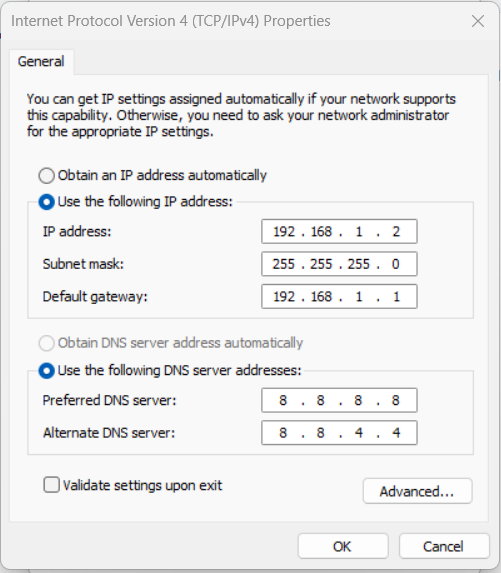 Internet Protocol Version 4 (TCP/IPv4) Properties
General
You can get IP settings assigned automatically if your network supports
this capability. Otherwise, you need to ask your network administrator
for the appropriate IP settings.
Obtain an IP address automatically
Use the following IP address:
IP address: 192 . 168 . 1 . 2
Subnet mask: 255 . 255 . 255 . 0
Default gateway: 192 . 168 . 1 . 1
Obtain DNS server address automatically
Use the following DNS server addresses:
Preferred DNS server: 8 . 8 . 8 . 8
Alternate DNS server: 8 . 8 . 4 . 4
Validate settings upon exit
Advanced...
OK Cancel